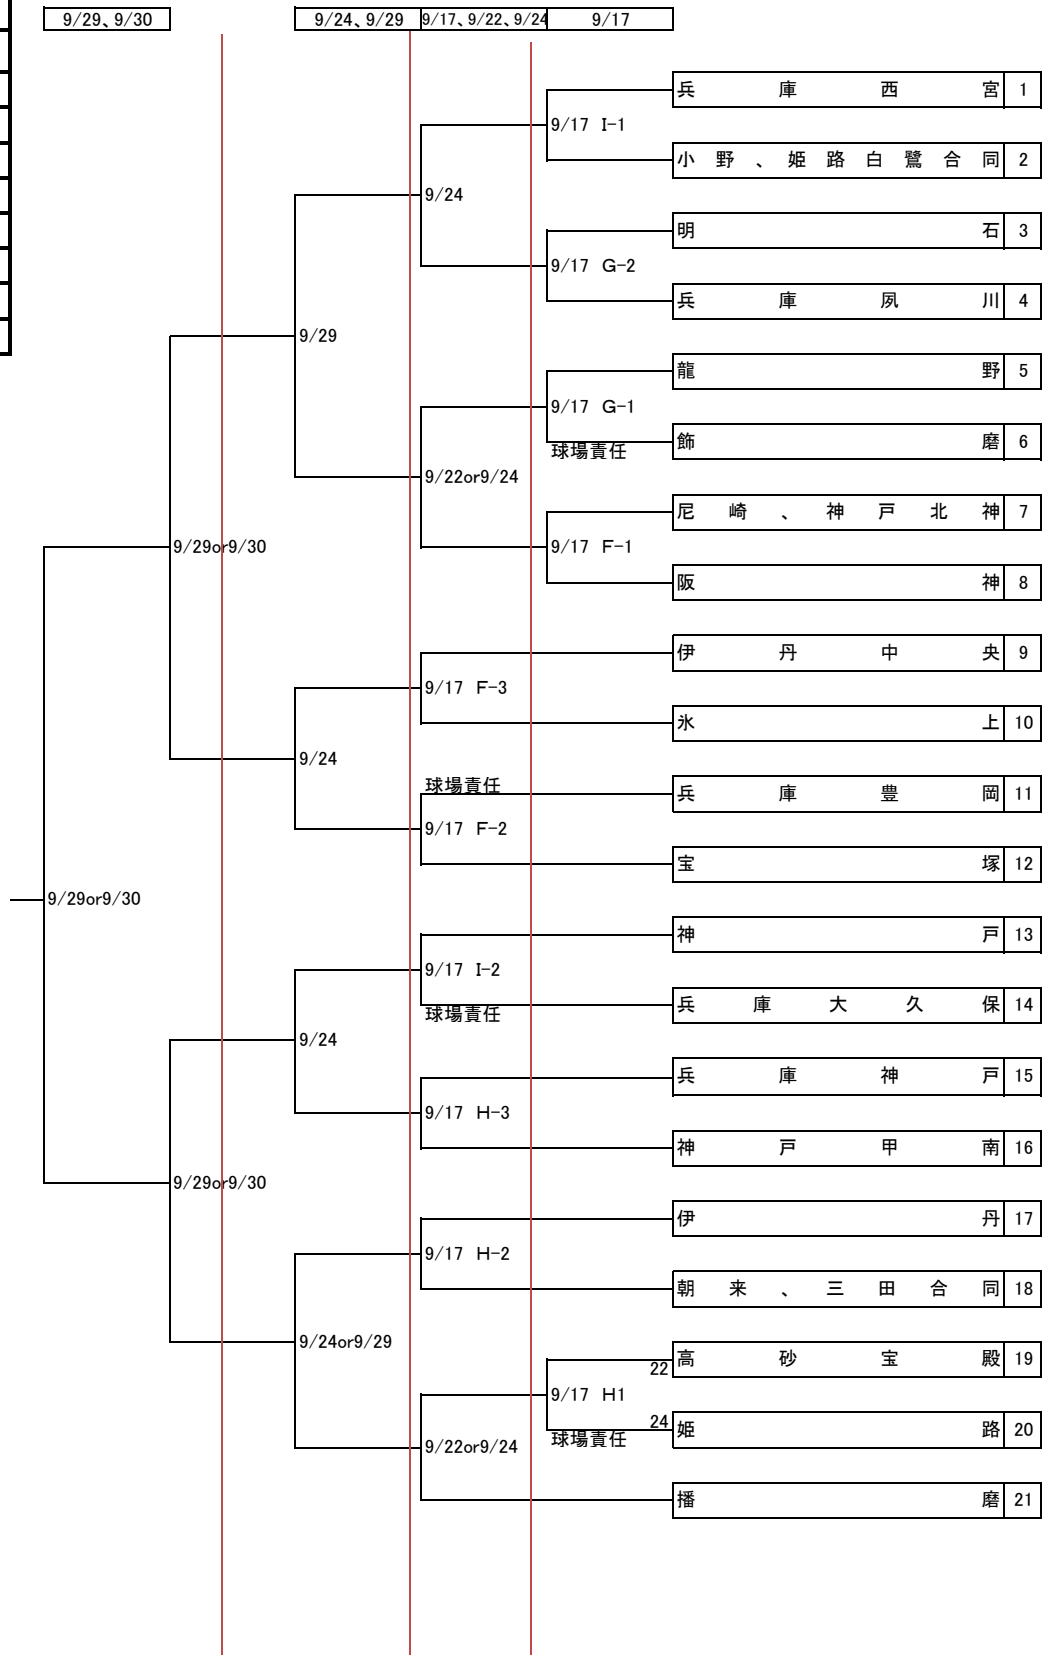 9/29、9/30 9/24、9/29 9/17、9/22、9/24 9/17
兵庫西宮 1
9/17 I-1
小野、姫路白鷺合同 2
9/24
明石 3
9/17 G-2
兵庫夙川 4
9/29
龍野 5
9/17 G-1
飾磨 6
球場責任
9/22or9/24
尼崎、神戸北神 7
9/29or9/30
9/17 F-1
阪神 8
伊丹中央 9
9/17 F-3
氷上 10
9/24
球場責任
兵庫豊岡 11
9/17 F-2
宝塚 12
9/29or9/30
神戸 13
9/17 I-2
兵庫大久保 14
球場責任
9/24
兵庫神戸 15
9/17 H-3
神戸甲南 16
9/29or9/30
伊丹 17
9/17 H-2
朝来、三田合同 18
9/24or9/29
22 高砂宝殿 19
9/17 H1
24 姫路 20
球場責任
9/22or9/24
播磨 21